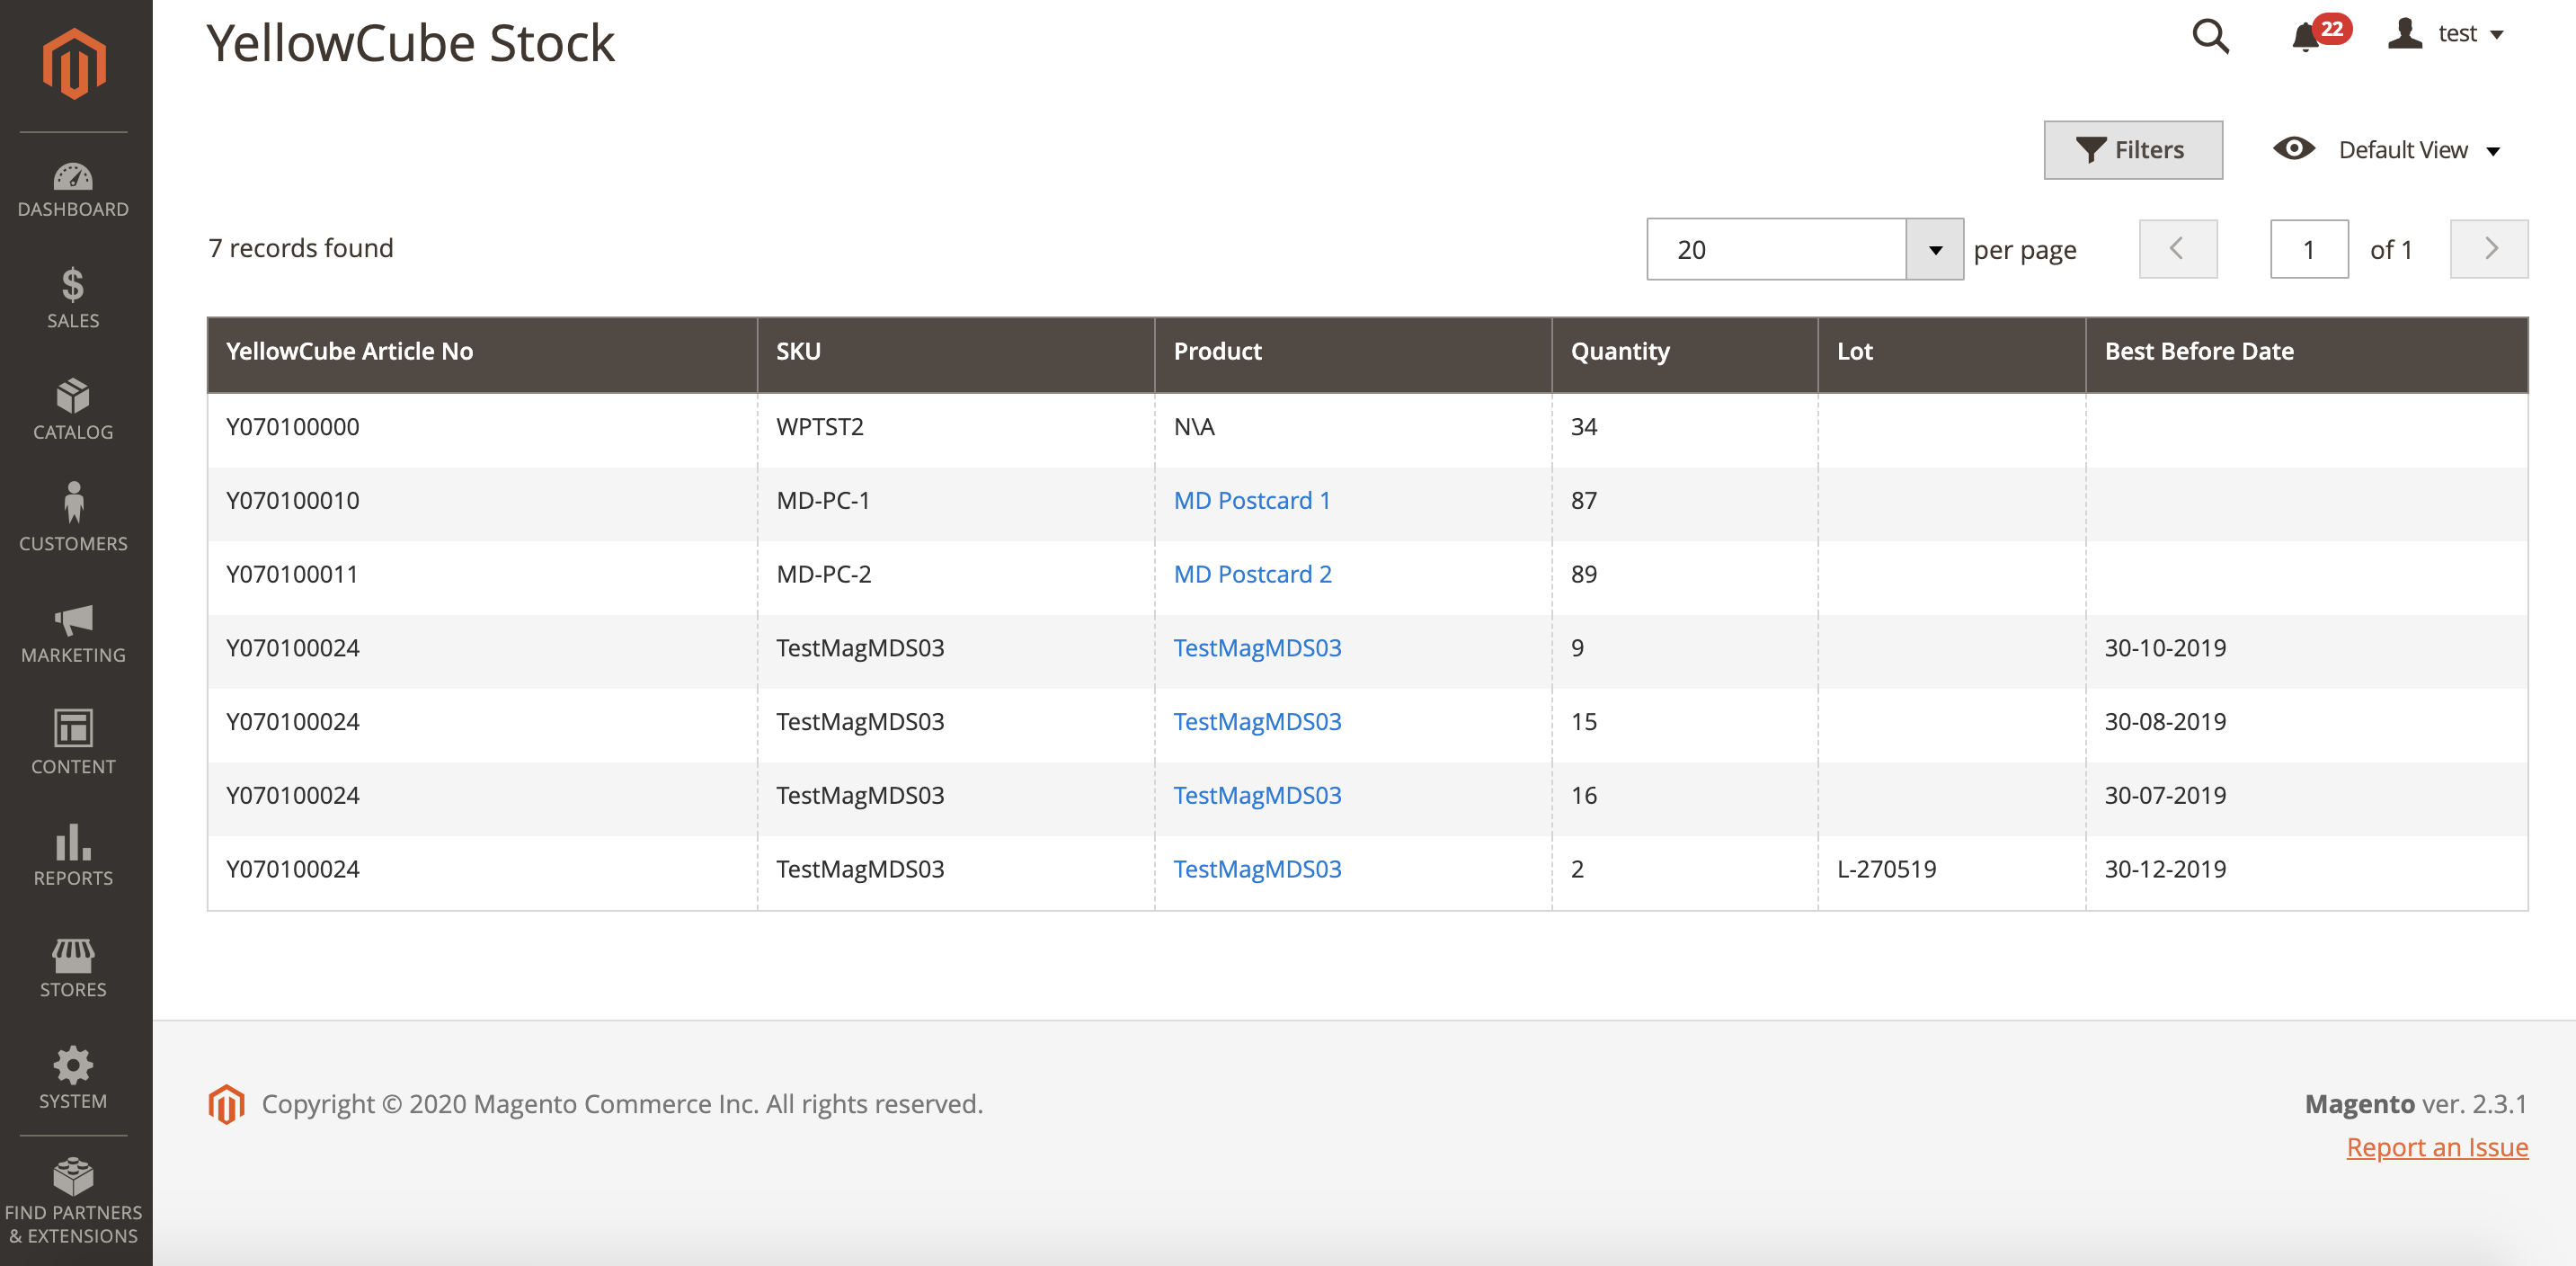 YellowCube Stock
22
test
Filters
Default View
7 records found
20
per page
1
of 1
YellowCube Article No SKU Product Quantity Lot Best Before Date
Y070100000 WPTST2 N\A 34
Y070100010 MD-PC-1 MD Postcard 1 87
Y070100011 MD-PC-2 MD Postcard 2 89
Y070100024 TestMagMDS03 TestMagMDS03 9 30-10-2019
Y070100024 TestMagMDS03 TestMagMDS03 15 30-08-2019
Y070100024 TestMagMDS03 TestMagMDS03 16 30-07-2019
Y070100024 TestMagMDS03 TestMagMDS03 2 L-270519 30-12-2019
DASHBOARD
SALES
CATALOG
CUSTOMERS
MARKETING
CONTENT
REPORTS
STORES
SYSTEM
FIND PARTNERS
& EXTENSIONS
Copyright © 2020 Magento Commerce Inc. All rights reserved.
Magento ver. 2.3.1
Report an Issue